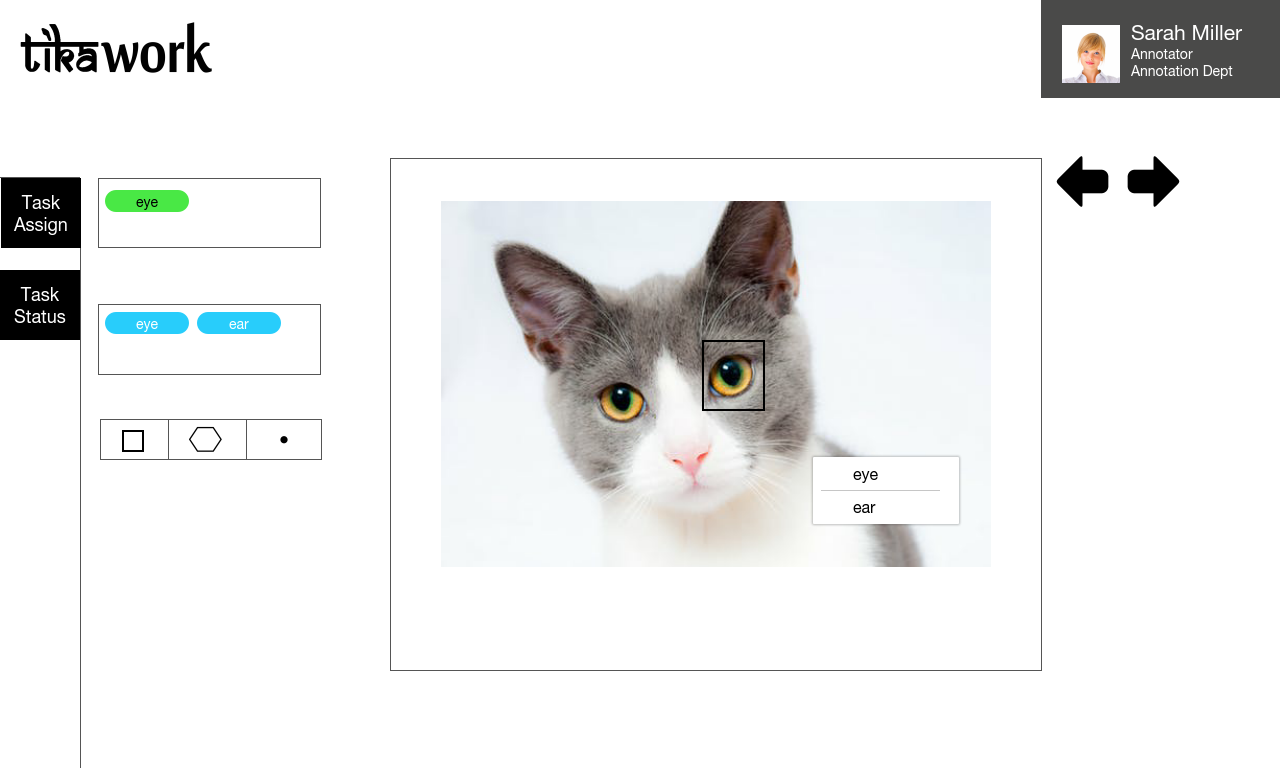 tikawork
Sarah Miller
Annotator
Annotation Dept
Task
Assign
eye
Task
Status
eye ear
eye
ear